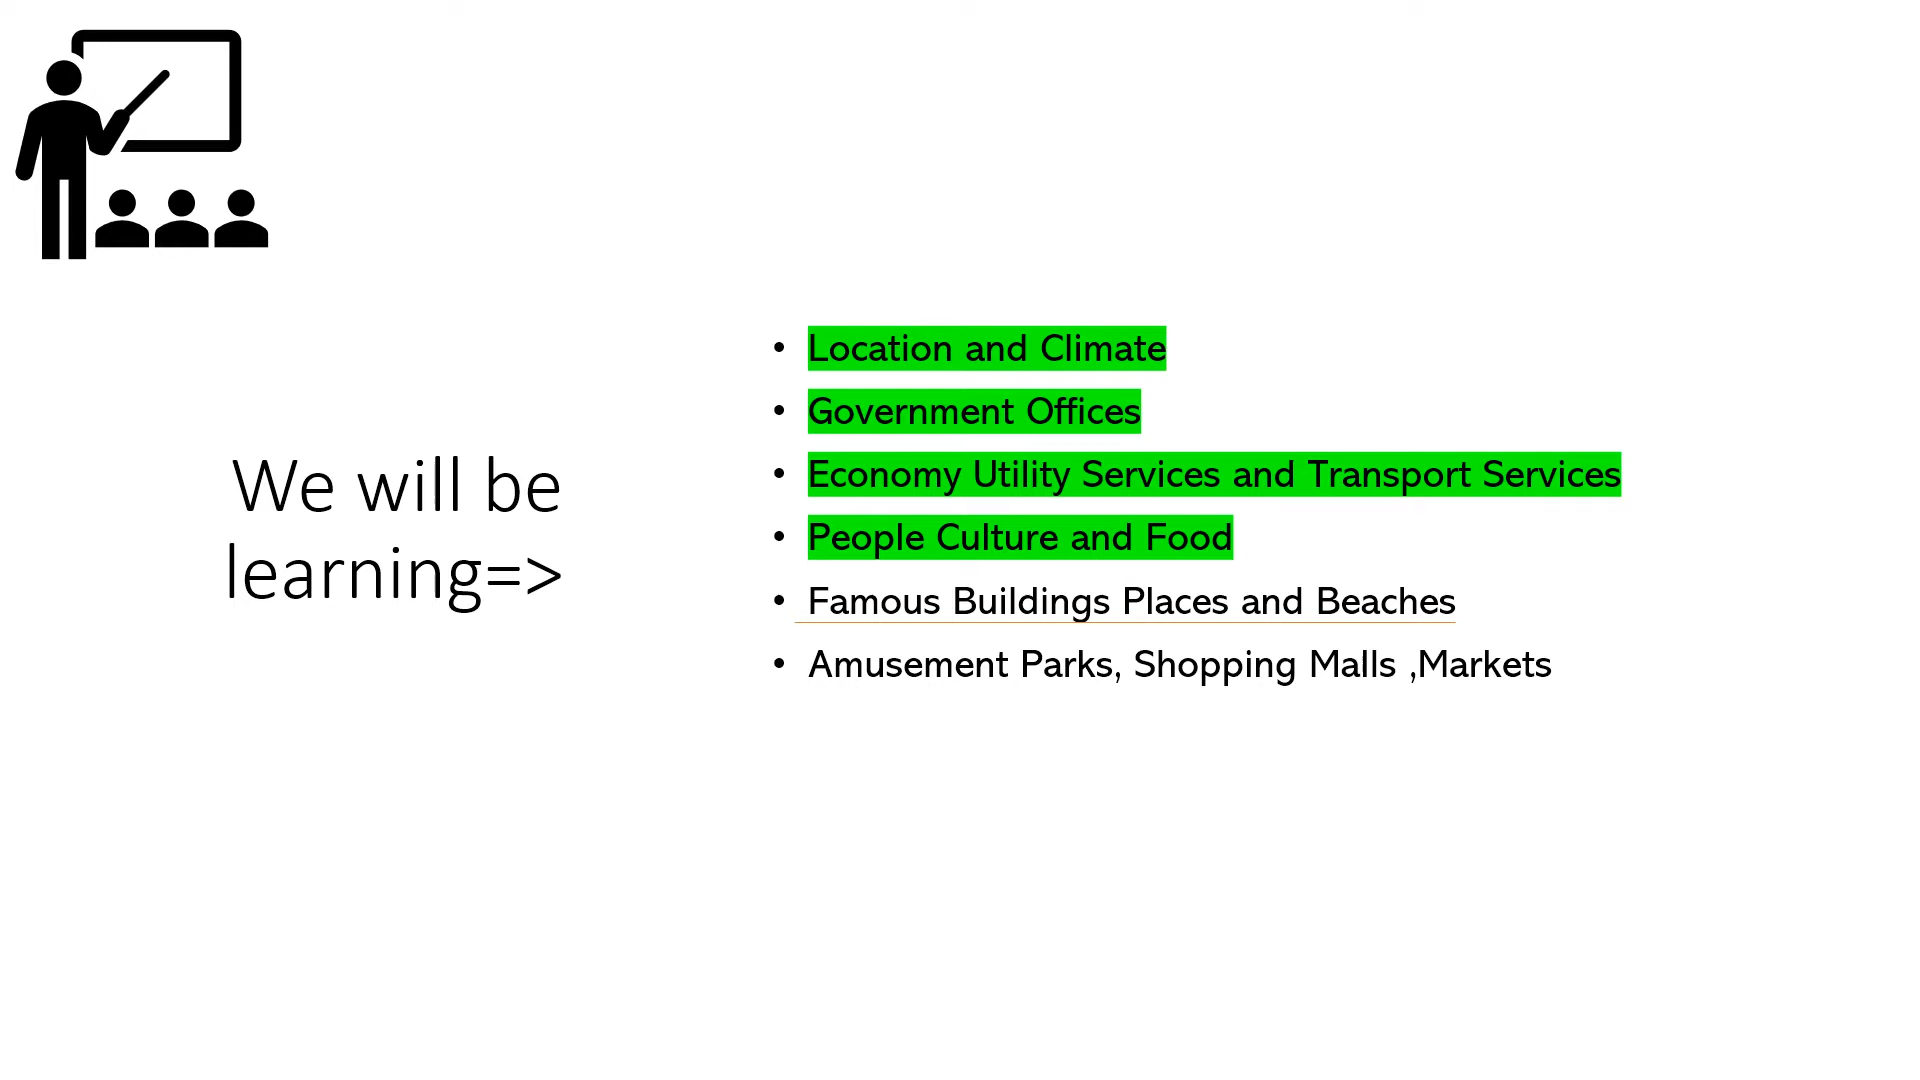 We will be
learning=>
• Location and Climate
• Government Offices
• Economy Utility Services and Transport Services
• People Culture and Food
• Famous Buildings Places and Beaches
• Amusement Parks, Shopping Malls ,Markets